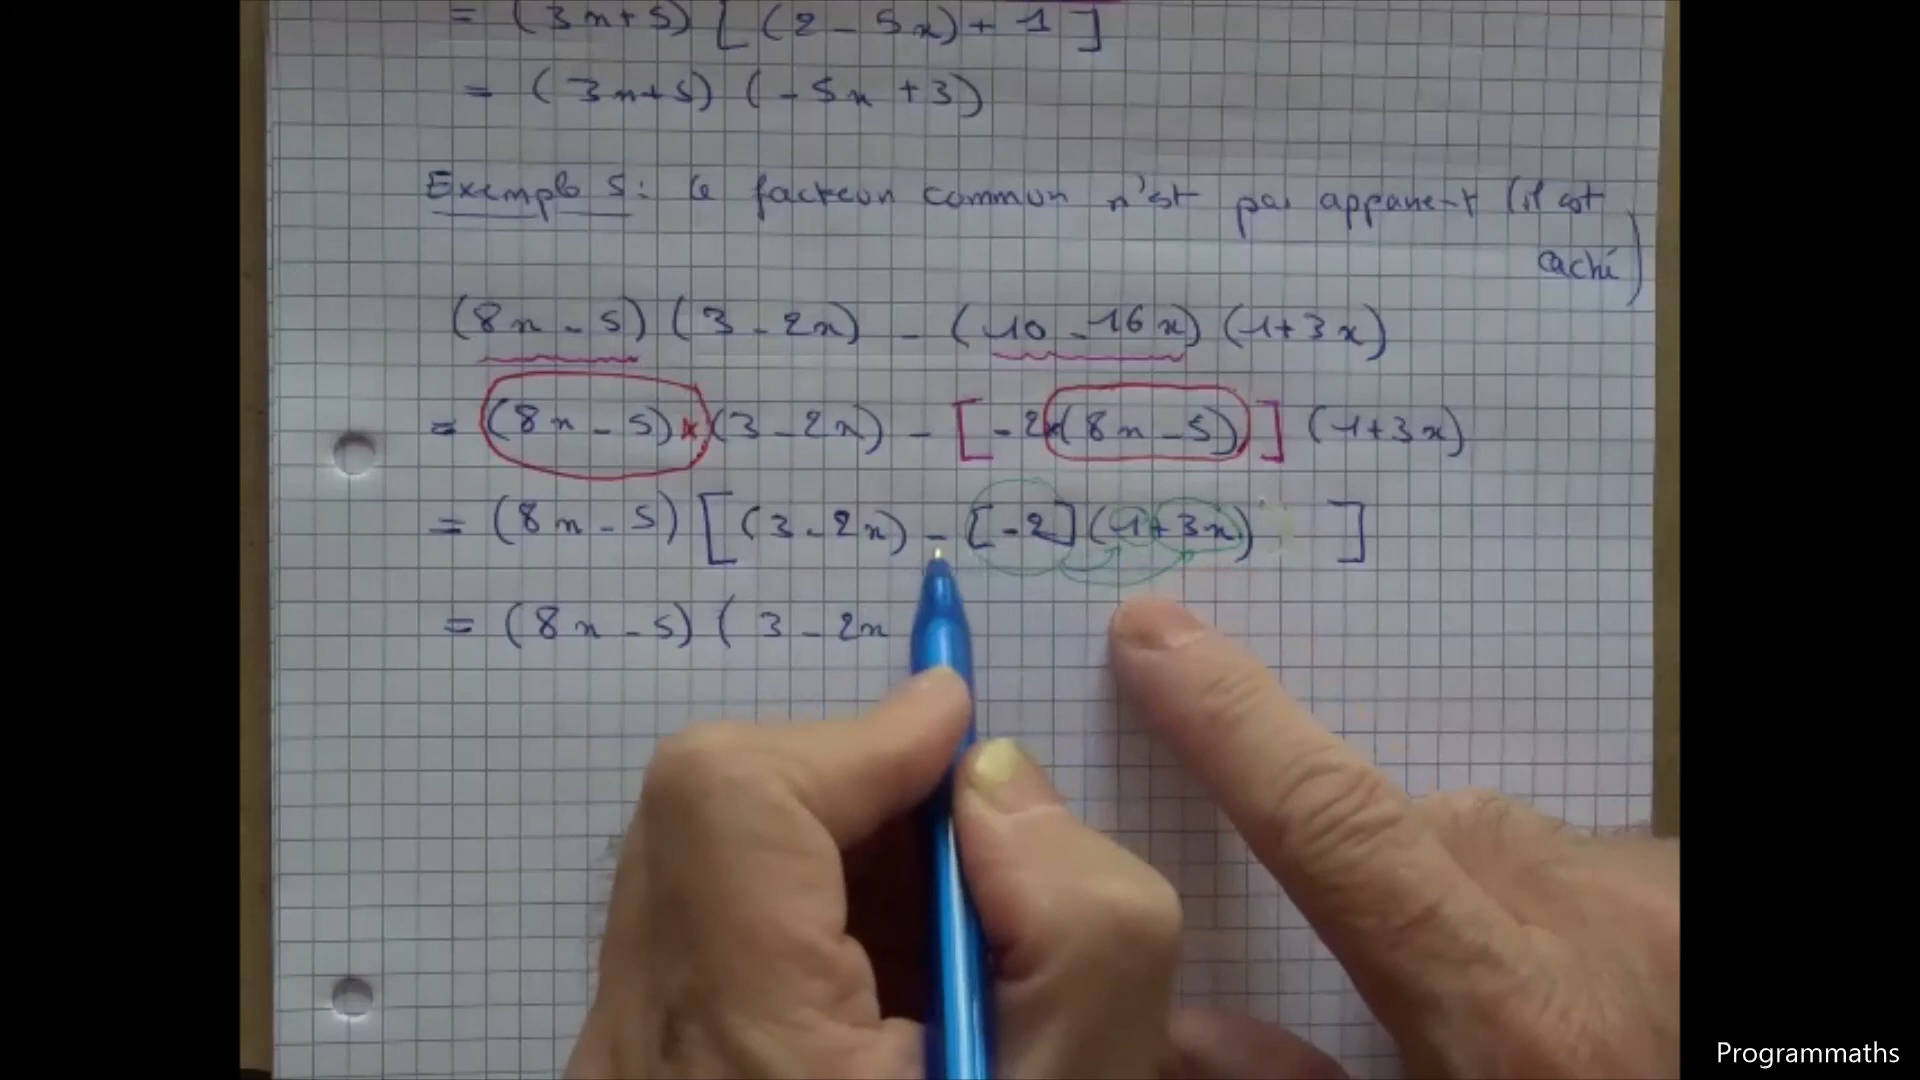 = (3x+5) [ (2 - 5x) + 1 ]
= (3x+5) (-5x +3)
Exemple 5: le facteur commun n'est pas apparent (il est caché)
(8x - 5) (3 - 2x) - (10 - 16x) (1+3x)
= (8x - 5) × (3 - 2x) - [ -2×(8x - 5) ] (1+3x)
= (8x - 5) [ (3 - 2x) - [-2] (1+3x) ]
= (8x - 5) ( 3 - 2x
Programmaths